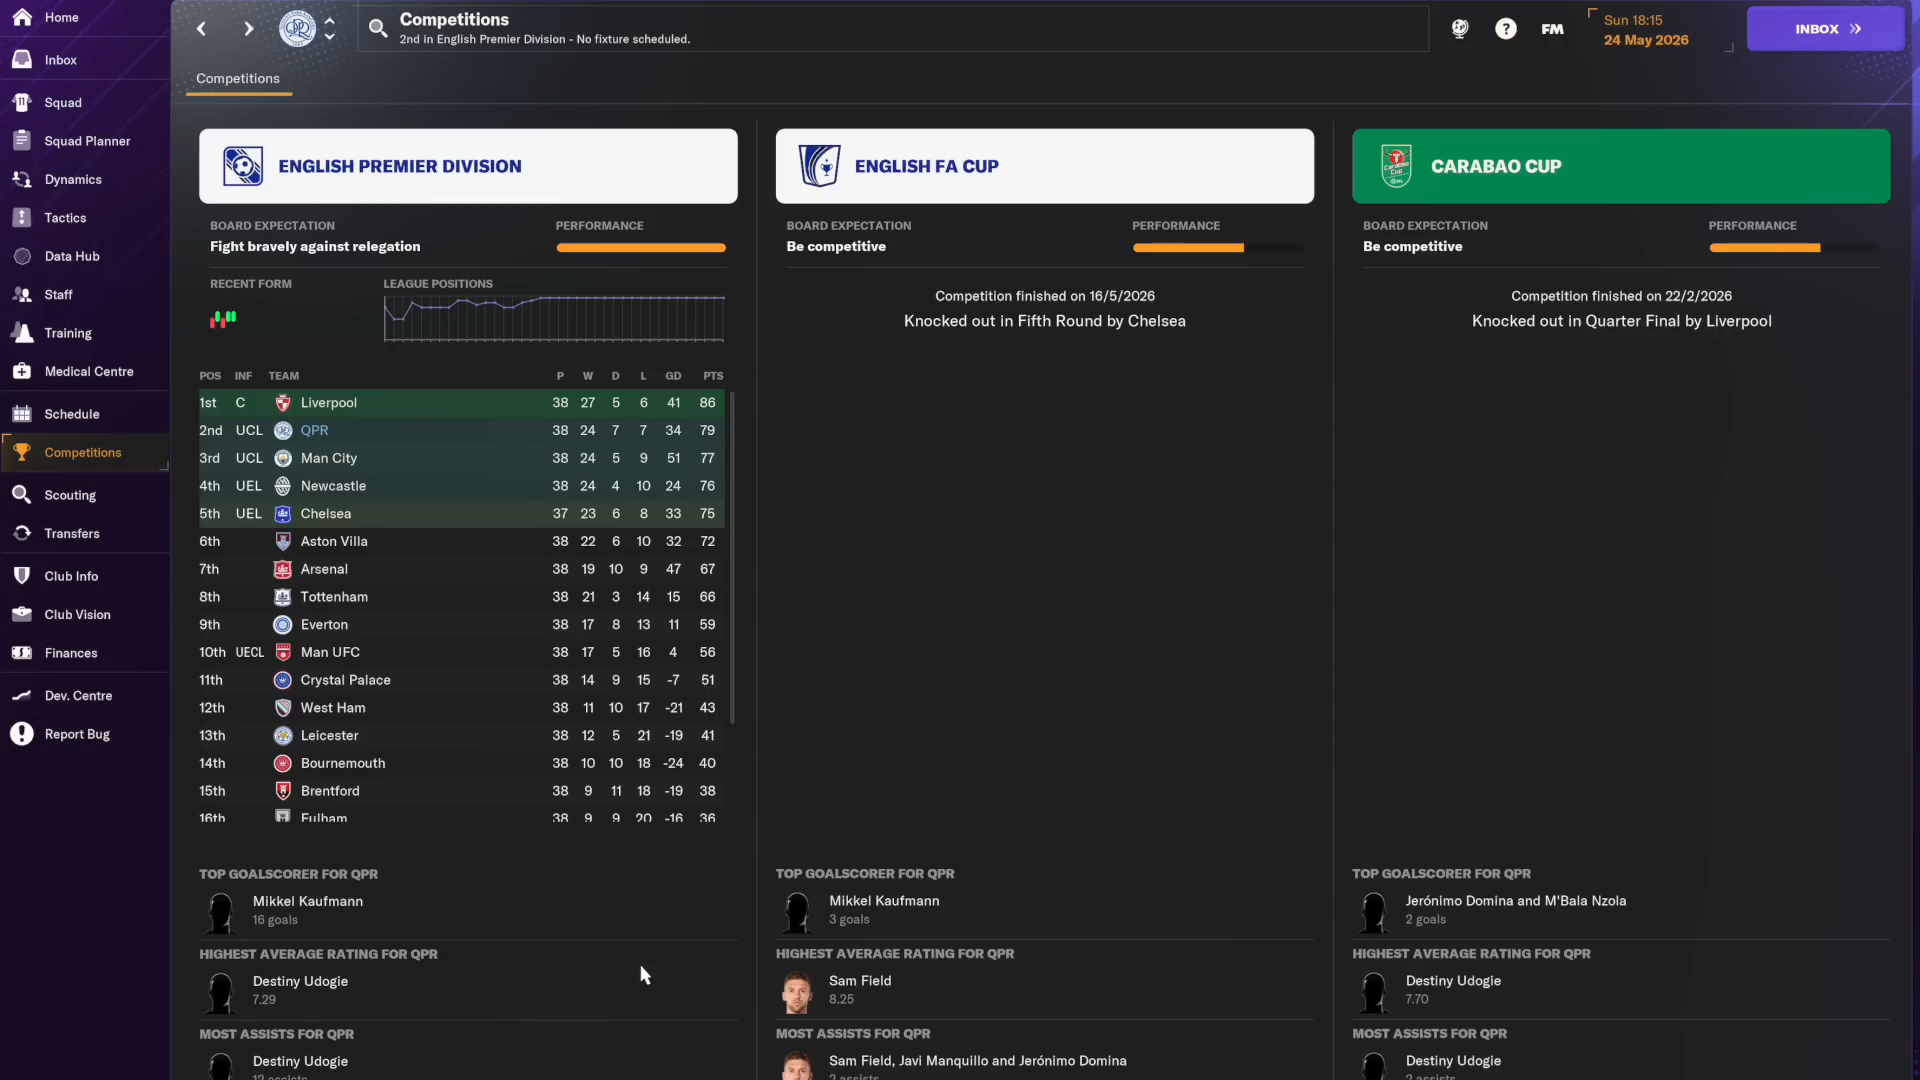 Home
Inbox
Squad
Squad Planner
Dynamics
Tactics
Data Hub
Staff
Training
Medical Centre
Schedule
Competitions
Scouting
Transfers
Club Info
Club Vision
Finances
Dev. Centre
Report Bug
Competitions
2nd in English Premier Division - No fixture scheduled.
FM
Sun 18:15
24 May 2026
INBOX
Competitions
ENGLISH PREMIER DIVISION
BOARD EXPECTATION PERFORMANCE
Fight bravely against relegation
RECENT FORM LEAGUE POSITIONS
POS INF TEAM P W D L GD PTS
1st C Liverpool 38 27 5 6 41 86
2nd UCL QPR 38 24 7 7 34 79
3rd UCL Man City 38 24 5 9 51 77
4th UEL Newcastle 38 24 4 10 24 76
5th UEL Chelsea 37 23 6 8 33 75
6th Aston Villa 38 22 6 10 32 72
7th Arsenal 38 19 10 9 47 67
8th Tottenham 38 21 3 14 15 66
9th Everton 38 17 8 13 11 59
10th UECL Man UFC 38 17 5 16 4 56
11th Crystal Palace 38 14 9 15 -7 51
12th West Ham 38 11 10 17 -21 43
13th Leicester 38 12 5 21 -19 41
14th Bournemouth 38 10 10 18 -24 40
15th Brentford 38 9 11 18 -19 38
16th Fulham 38 9 9 20 -16 36
TOP GOALSCORER FOR QPR
Mikkel Kaufmann
16 goals
HIGHEST AVERAGE RATING FOR QPR
Destiny Udogie
7.29
MOST ASSISTS FOR QPR
Destiny Udogie
12 assists
ENGLISH FA CUP
BOARD EXPECTATION PERFORMANCE
Be competitive
Competition finished on 16/5/2026
Knocked out in Fifth Round by Chelsea
TOP GOALSCORER FOR QPR
Mikkel Kaufmann
3 goals
HIGHEST AVERAGE RATING FOR QPR
Sam Field
8.25
MOST ASSISTS FOR QPR
Sam Field, Javi Manquillo and Jerónimo Domina
2 assists
CARABAO CUP
BOARD EXPECTATION PERFORMANCE
Be competitive
Competition finished on 22/2/2026
Knocked out in Quarter Final by Liverpool
TOP GOALSCORER FOR QPR
Jerónimo Domina and M'Bala Nzola
2 goals
HIGHEST AVERAGE RATING FOR QPR
Destiny Udogie
7.70
MOST ASSISTS FOR QPR
Destiny Udogie
2 assists